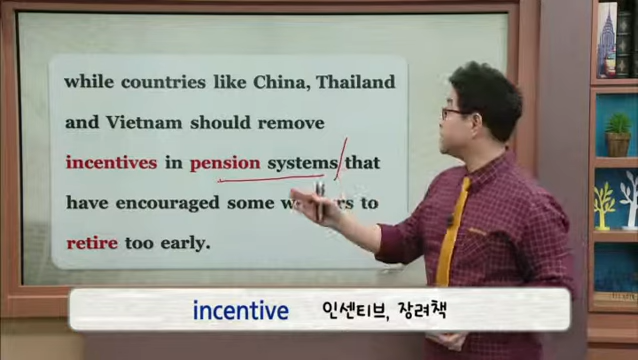 while countries like China, Thailand
and Vietnam should remove
incentives in pension systems that
have encouraged some to
retire too early.
incentive 인센티브, 장려책